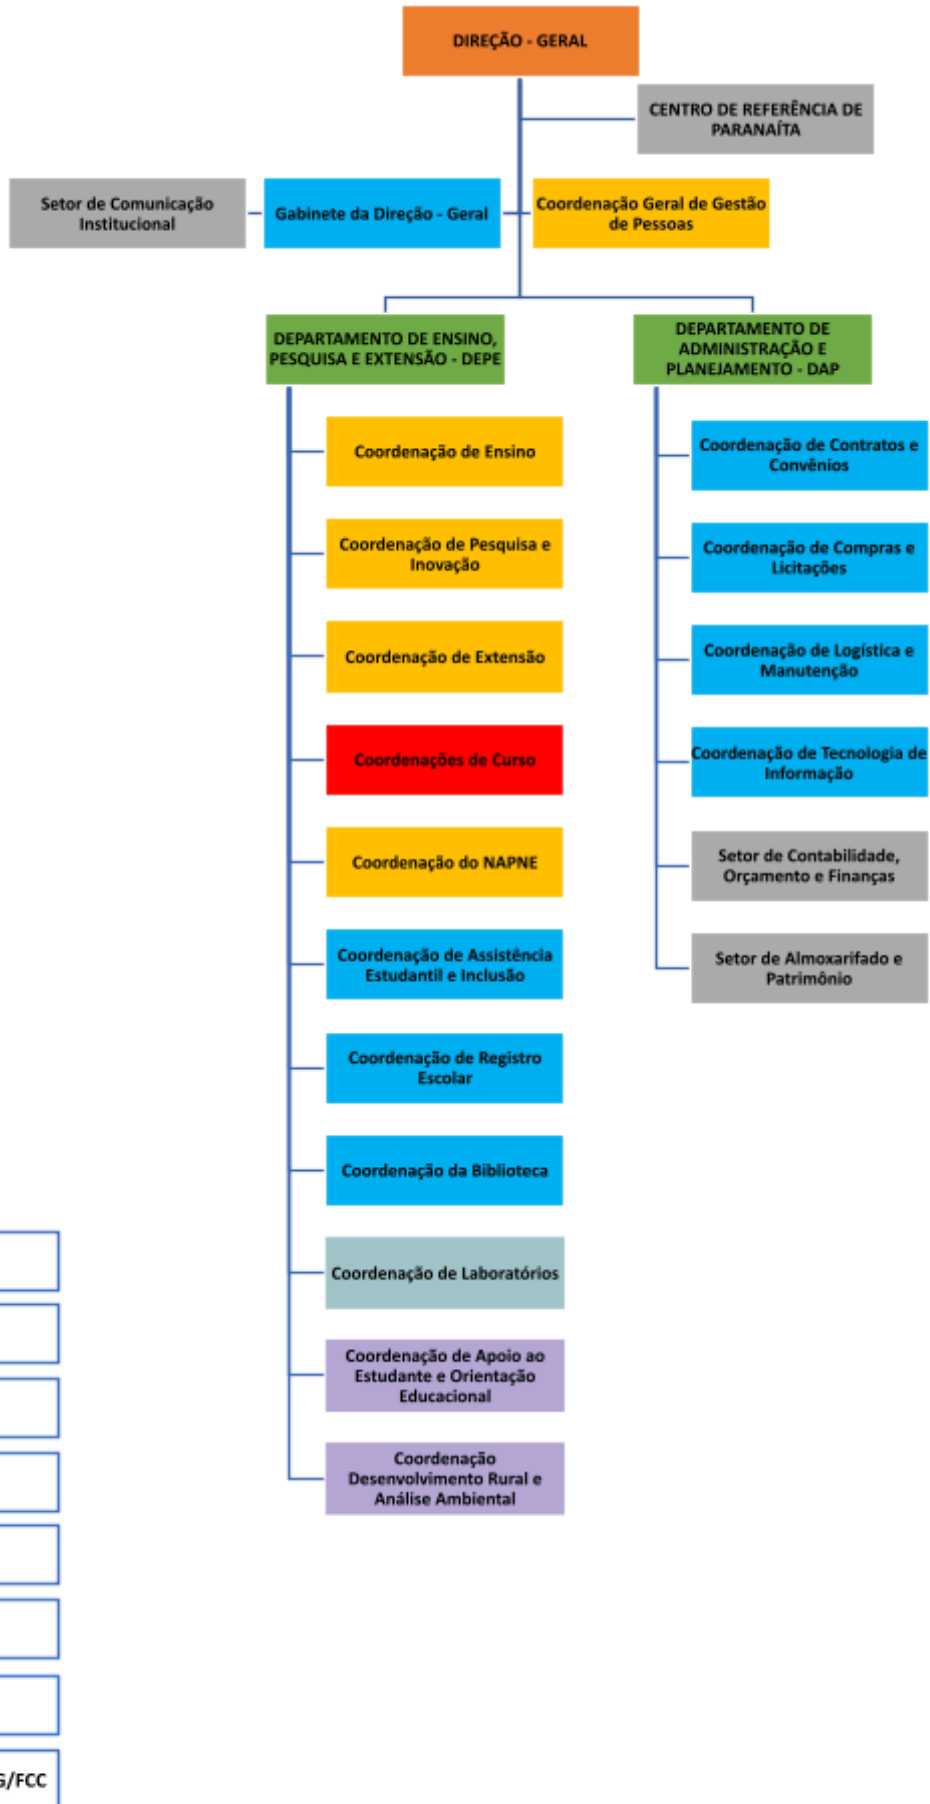 DIREÇÃO - GERAL
CENTRO DE REFERÊNCIA DE
PARANAÍTA
Setor de Comunicação
Institucional
Gabinete da Direção - Geral
Coordenação Geral de Gestão
de Pessoas
DEPARTAMENTO DE ENSINO,
PESQUISA E EXTENSÃO - DEPE
Coordenação de Ensino
Coordenação de Pesquisa e
Inovação
Coordenação de Extensão
Coordenações de Curso
Coordenação do NAPNE
Coordenação de Assistência
Estudantil e Inclusão
Coordenação de Registro
Escolar
Coordenação da Biblioteca
Coordenação de Laboratórios
Coordenação de Apoio ao
Estudante e Orientação
Educacional
Coordenação
Desenvolvimento Rural e
Análise Ambiental
DEPARTAMENTO DE
ADMINISTRAÇÃO E
PLANEJAMENTO - DAP
Coordenação de Contratos e
Convênios
Coordenação de Compras e
Licitações
Coordenação de Logística e
Manutenção
Coordenação de Tecnologia de
Informação
Setor de Contabilidade,
Orçamento e Finanças
Setor de Almoxarifado e
Patrimônio
G/FCC